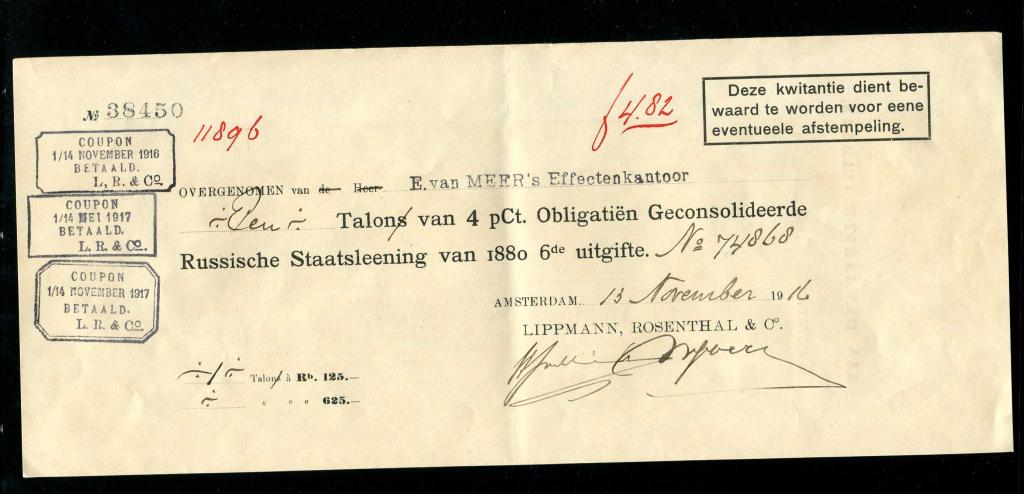 № 38450
11896
f 4.82
Deze kwitantie dient be-
waard te worden voor eene
eventueele afstempeling.
COUPON
1/14 NOVEMBER 1916
BETAALD.
L, R. & Co.
COUPON
1/14 MEI 1917
BETAALD.
L. R. & Co.
COUPON
1/14 NOVEMBER 1917
BETAALD.
L. R. & Co.
OVERGENOMEN van de Heer E. van MEER's Effectenkantoor
÷ Een ÷ Talons van 4 pCt. Obligatiën Geconsolideerde
Russische Staatsleening van 1880 6de uitgifte. No 74868
AMSTERDAM. 13 November 1916
LIPPMANN, ROSENTHAL & Co.
÷ 1 ÷ Talons à Rb. 125.—
÷ " " " 625.—